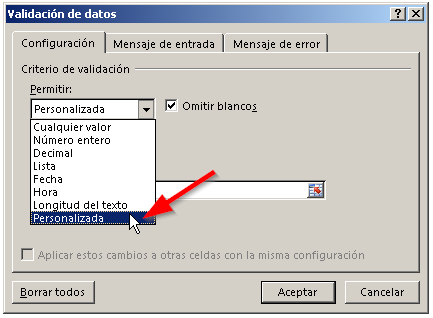 Validación de datos
Configuración Mensaje de entrada Mensaje de error
Criterio de validación
Permitir:
Personalizada Omitir blancos
Cualquier valor
Número entero
Decimal
Lista
Fecha
Hora
Longitud del texto
Personalizada
Aplicar estos cambios a otras celdas con la misma configuración
Borrar todos Aceptar Cancelar